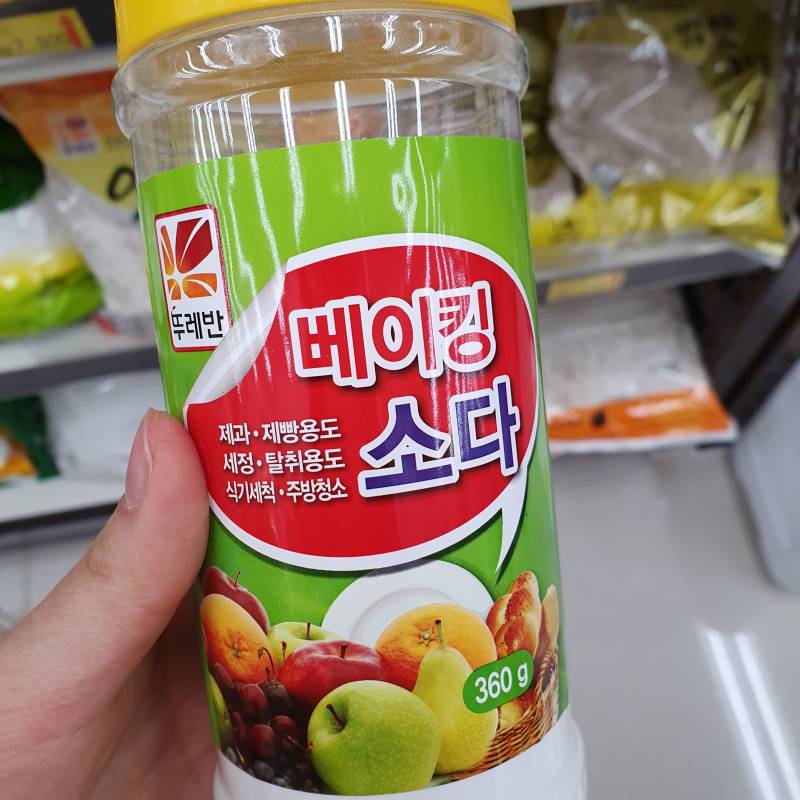 뚜레반
베이킹
소다
제과·제빵용도
세정·탈취용도
식기세척·주방청소
360 g